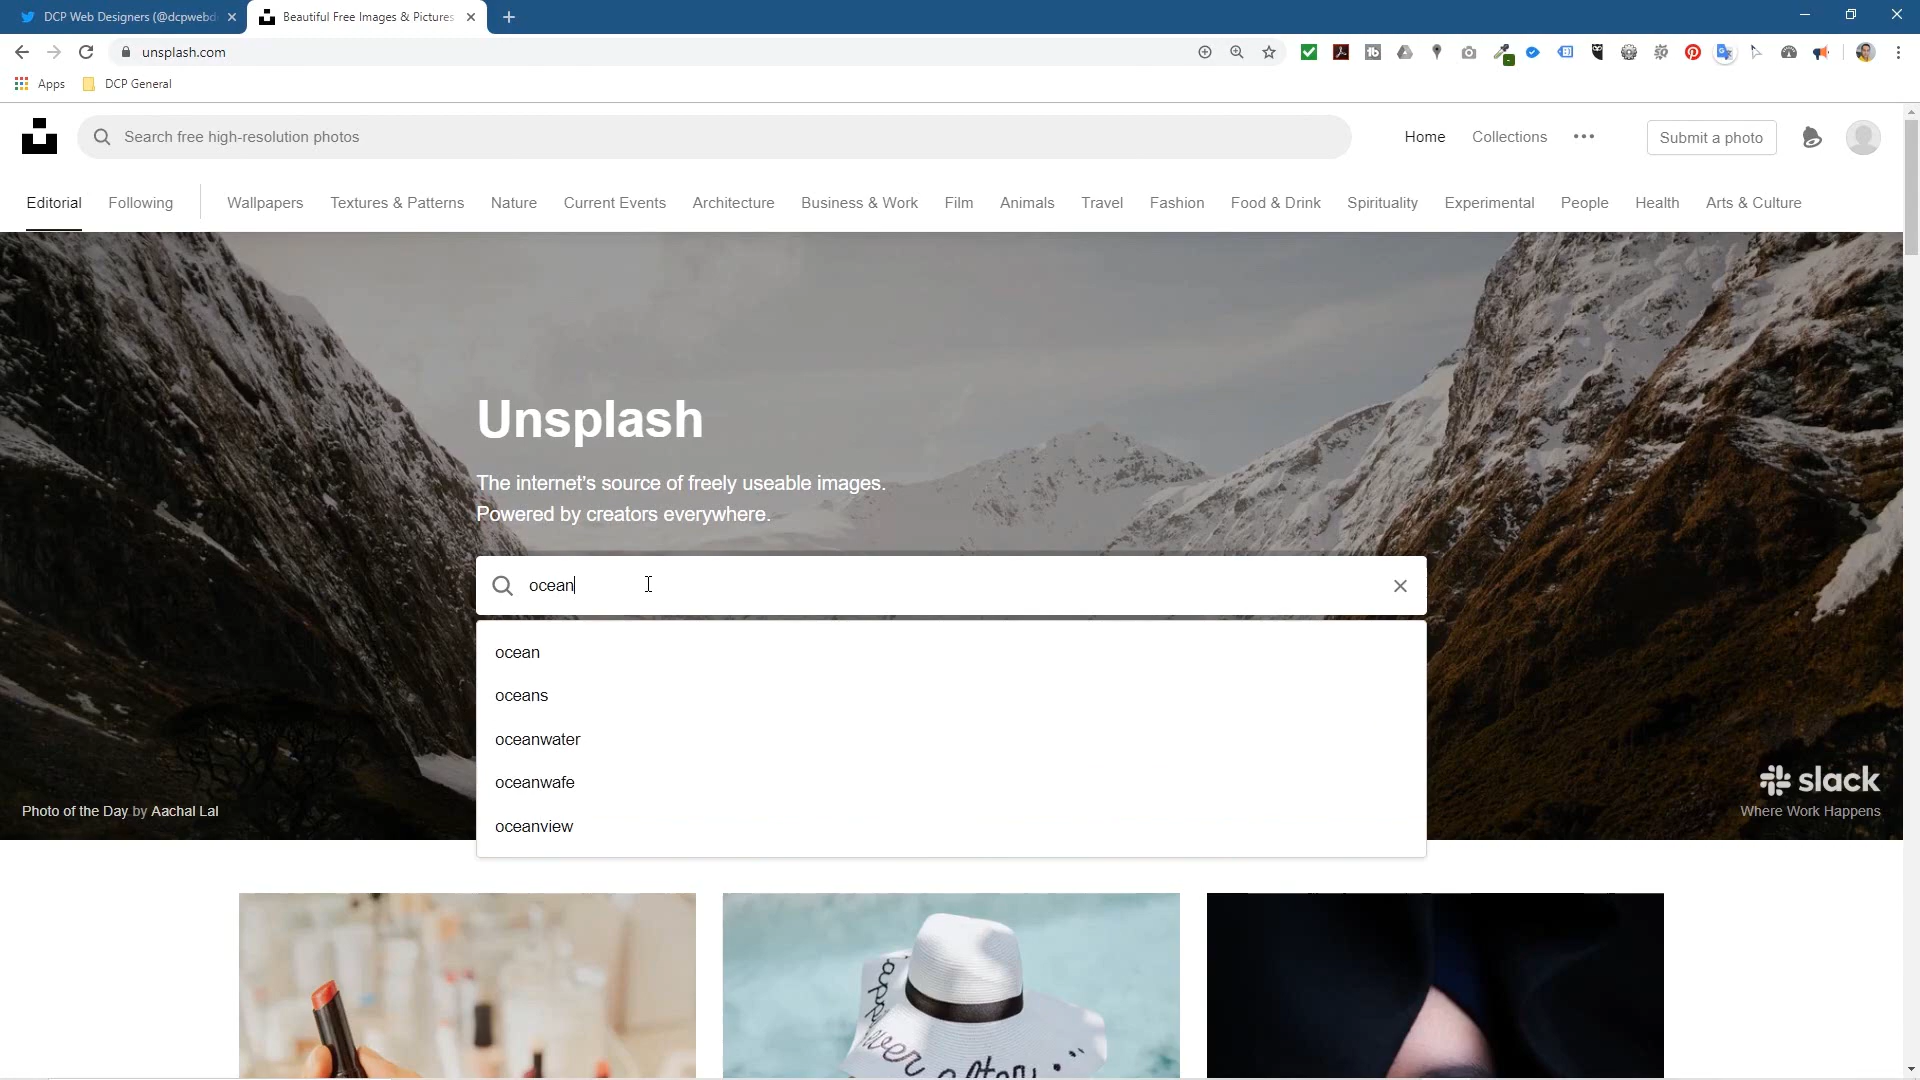 DCP Web Designers (@dcpwebd
Beautiful Free Images & Pictures
unsplash.com
Apps
DCP General
Search free high-resolution photos
Home
Collections
Submit a photo
Editorial
Following
Wallpapers
Textures & Patterns
Nature
Current Events
Architecture
Business & Work
Film
Animals
Travel
Fashion
Food & Drink
Spirituality
Experimental
People
Health
Arts & Culture
Unsplash
The internet’s source of freely useable images.
Powered by creators everywhere.
ocean
ocean
oceans
oceanwater
oceanwafe
oceanview
slack
Where Work Happens
Photo of the Day by Aachal Lal